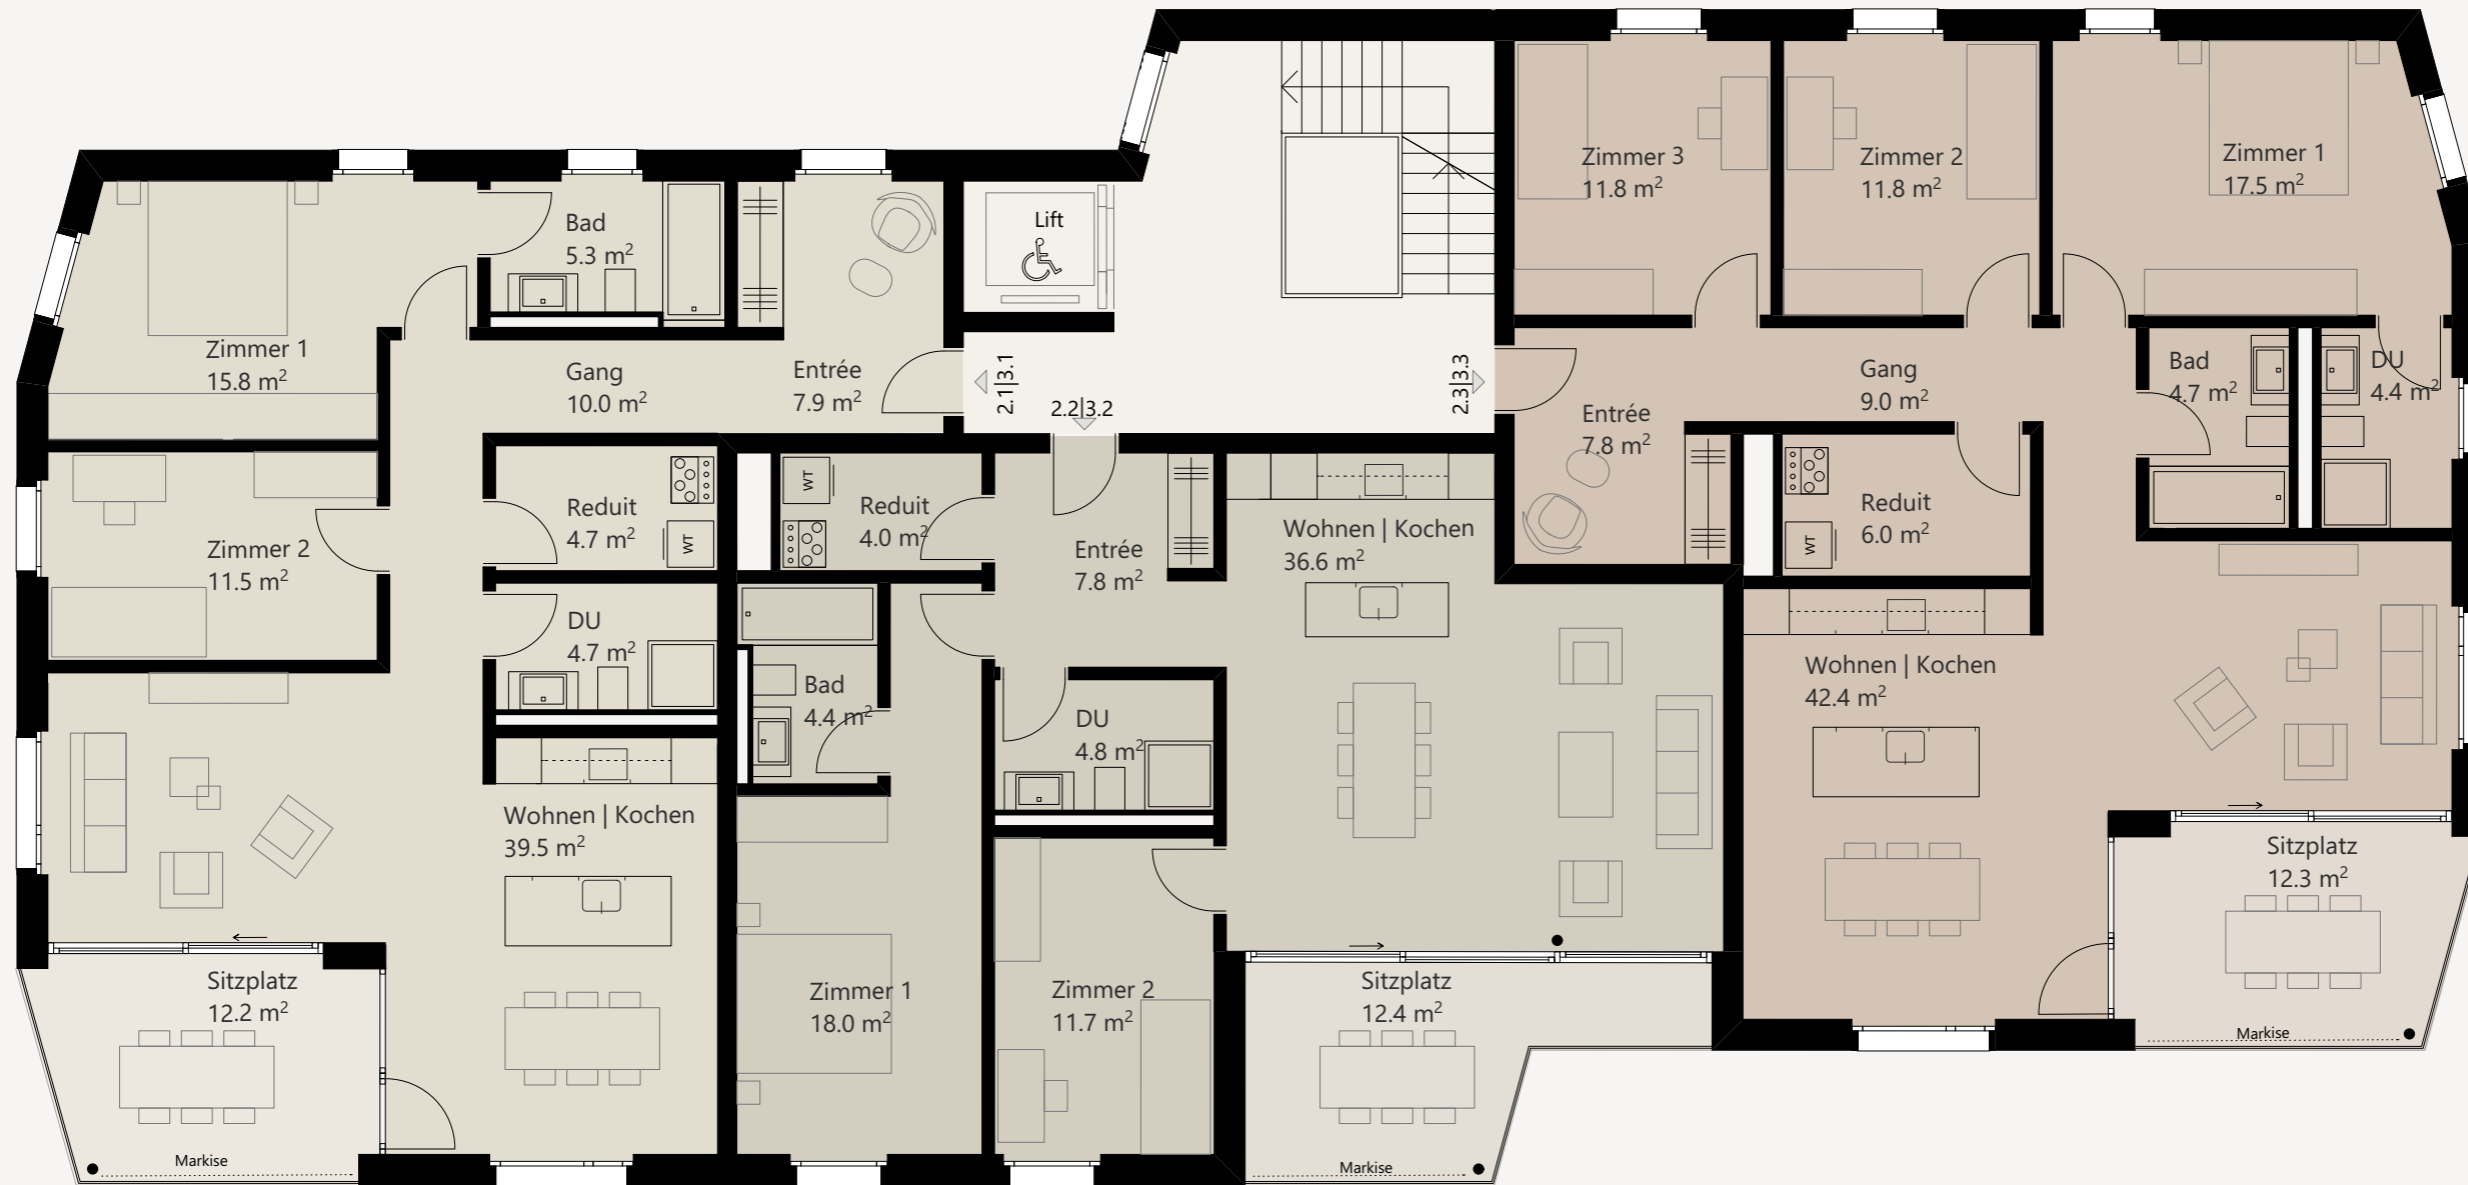 Zimmer 1
15.8 m²
Bad
5.3 m²
Gang
10.0 m²
Entrée
7.9 m²
Zimmer 2
11.5 m²
Reduit
4.7 m²
WT
DU
4.7 m²
Wohnen | Kochen
39.5 m²
Sitzplatz
12.2 m²
Markise
Lift
2.1|3.1
2.2|3.2
2.3|3.3
WT
Reduit
4.0 m²
Entrée
7.8 m²
Bad
4.4 m²
DU
4.8 m²
Wohnen | Kochen
36.6 m²
Zimmer 1
18.0 m²
Zimmer 2
11.7 m²
Sitzplatz
12.4 m²
Markise
Zimmer 3
11.8 m²
Zimmer 2
11.8 m²
Zimmer 1
17.5 m²
Entrée
7.8 m²
Gang
9.0 m²
Bad
4.7 m²
DU
4.4 m²
Reduit
6.0 m²
WT
Wohnen | Kochen
42.4 m²
Sitzplatz
12.3 m²
Markise